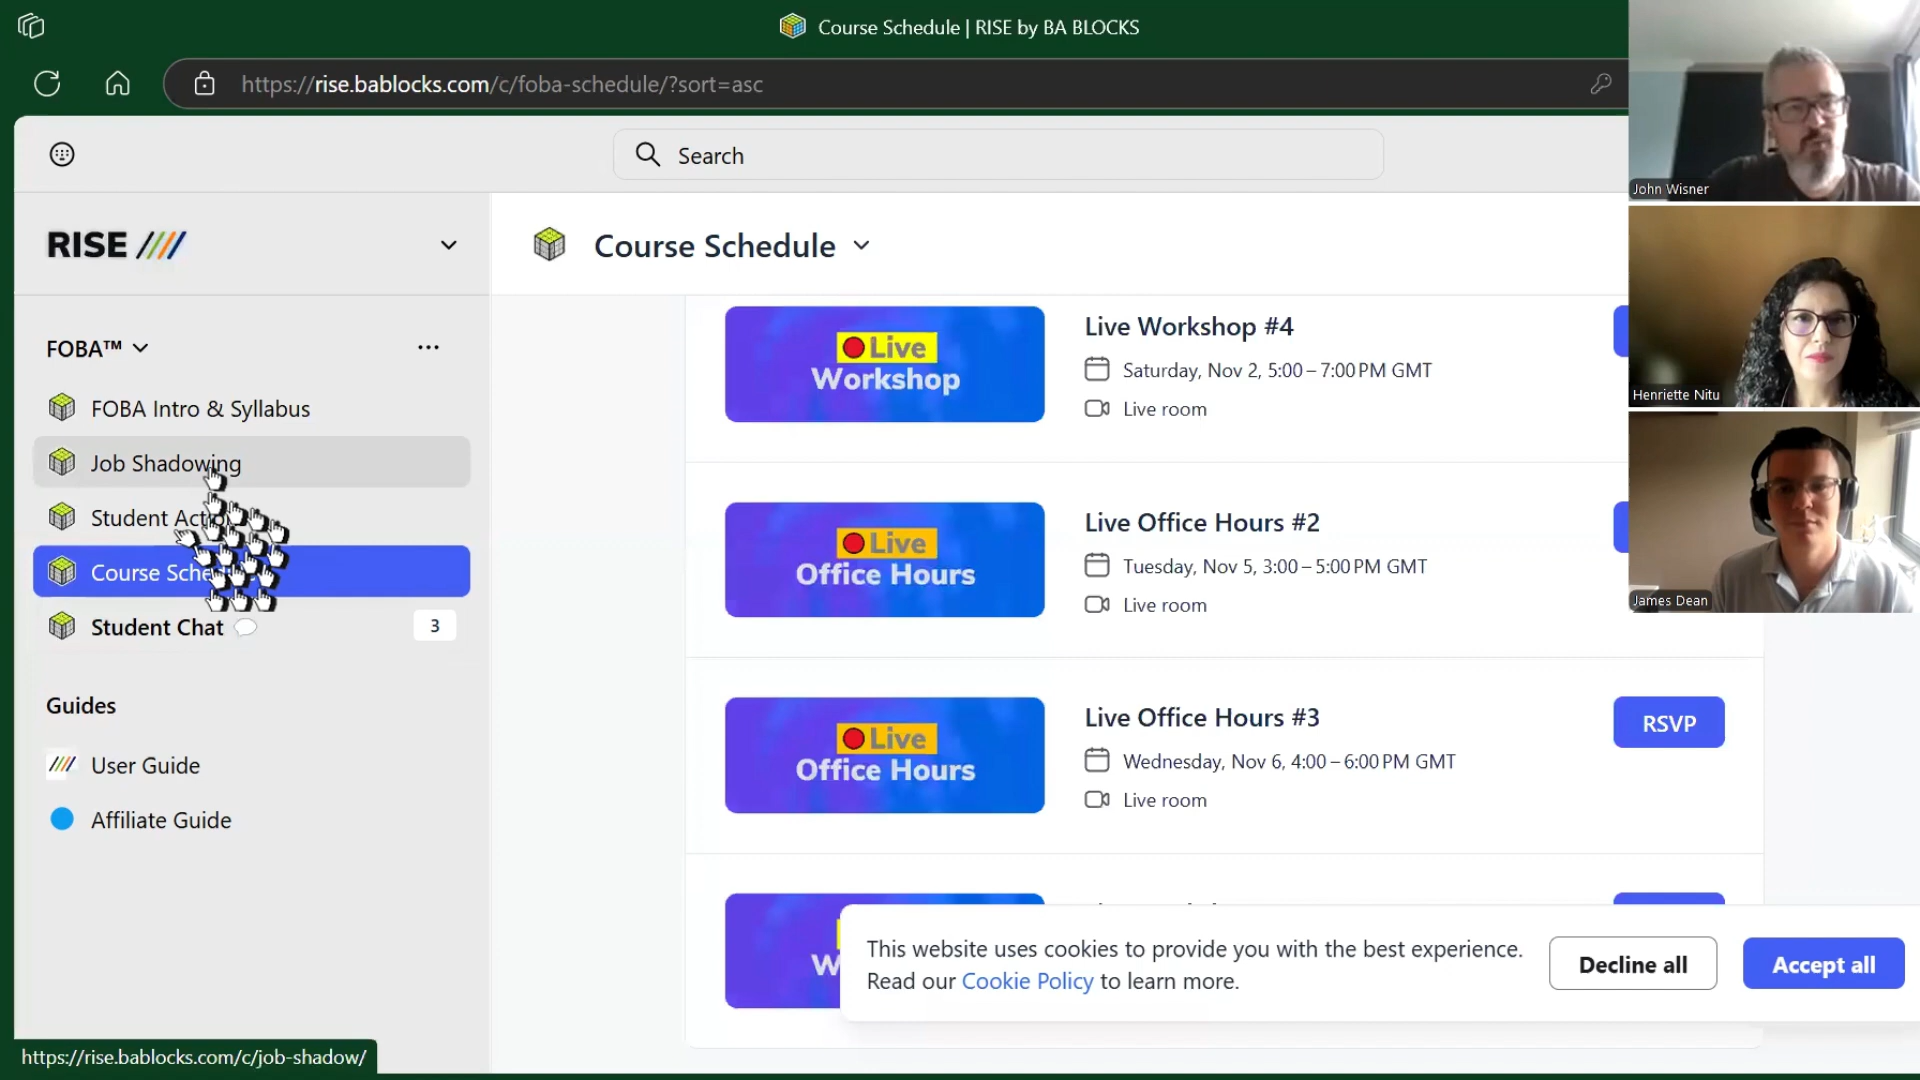 Course Schedule | RISE by BA BLOCKS
https://rise.bablocks.com/c/foba-schedule/?sort=asc
Search
RISE
Course Schedule
FOBA™
FOBA Intro & Syllabus
Job Shadowing
Student
Course
Student Chat
3
Guides
User Guide
Affiliate Guide
https://rise.bablocks.com/c/job-shadow/
Live
Workshop
Live Workshop #4
Saturday, Nov 2, 5:00 – 7:00 PM GMT
Live room
Live
Office Hours
Live Office Hours #2
Tuesday, Nov 5, 3:00 – 5:00 PM GMT
Live room
Live
Office Hours
Live Office Hours #3
Wednesday, Nov 6, 4:00 – 6:00 PM GMT
Live room
RSVP
This website uses cookies to provide you with the best experience.
Read our Cookie Policy to learn more.
Decline all
Accept all
John Wisner
Henriette Nitu
James Dean